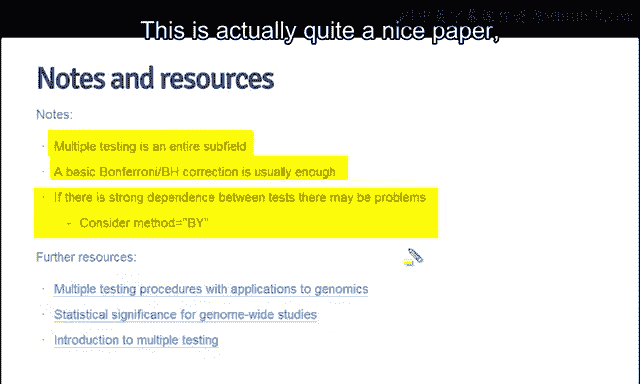 This is actually quite a nice paper,
Notes and resources
Notes:
· Multiple testing is an entire subfield
· A basic Bonferroni/BH correction is usually enough
· If there is strong dependence between tests there may be problems
- Consider method="BY"
Further resources:
· Multiple testing procedures with applications to genomics
· Statistical significance for genome-wide studies
· Introduction to multiple testing